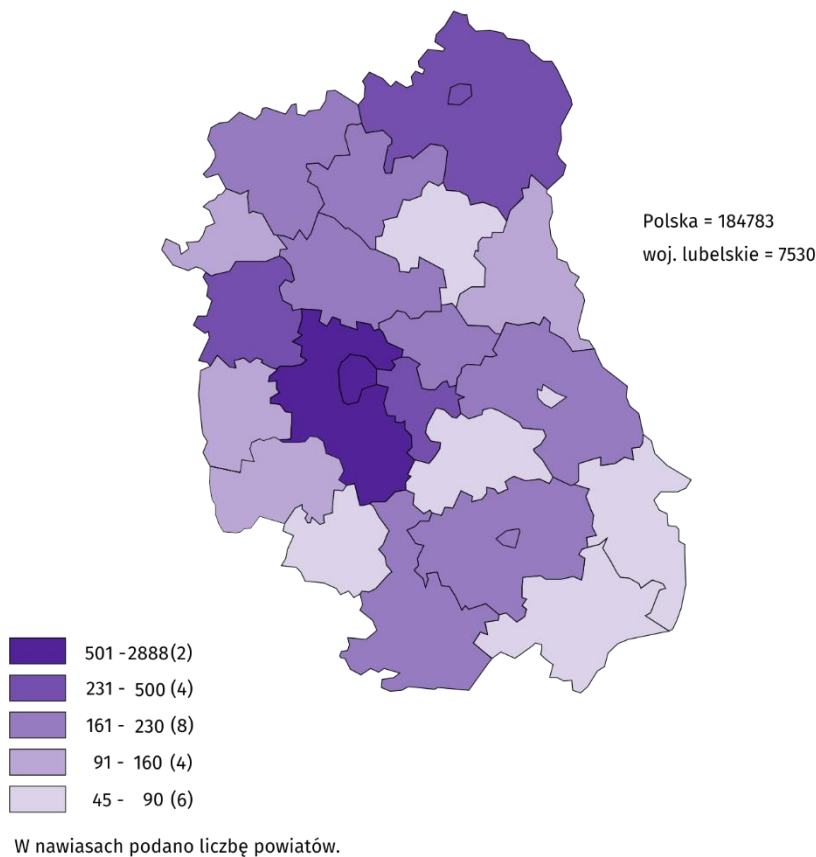 Polska = 184783
woj. lubelskie = 7530
501 -2888(2)
231 - 500 (4)
161 - 230 (8)
91 - 160 (4)
45 - 90 (6)
W nawiasach podano liczbę powiatów.